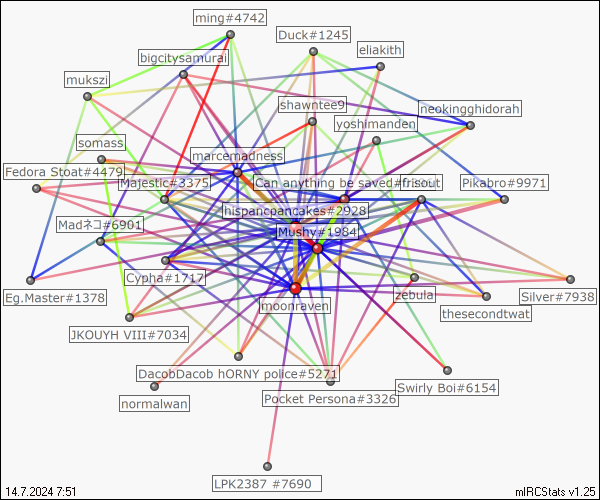 ming#4742
Duck#1245
eliakith
bigcitysamurai
mukszi
shawntee9
neokingghidorah
yoshimanden
somass
marcemadness
Fedora Stoat#4479
Majestic#3375
Can anything be saved#
Pikabro#9971
hispancpancakes#2928
Madネコ#6901
Mushy#1984
Cypha#1717
Eg.Master#1378
moonraven
zebula
Silver#7938
thesecondtwat
JKOUYH VIII#7034
DacobDacob hORNY police#5271
Swirly Boi#6154
normalwan
Pocket Persona#3326
LPK2387 #7690
14.7.2024 7:51
mIRCStats v1.25